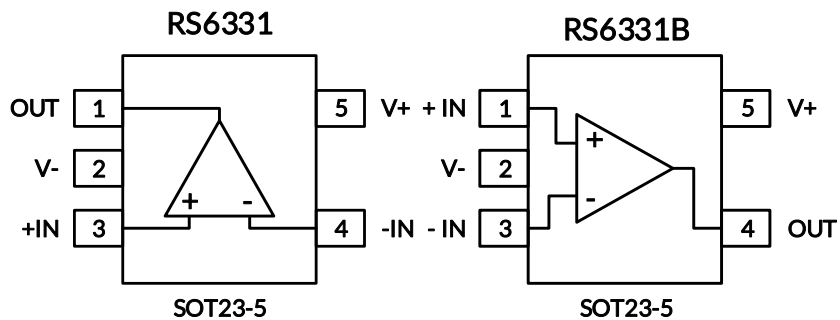 RS6331
OUT 1 5 V+
V- 2
+ -
+IN 3 4 -IN
SOT23-5
RS6331B
+ IN 1 5 V+
+
V- 2
-
- IN 3 4 OUT
SOT23-5